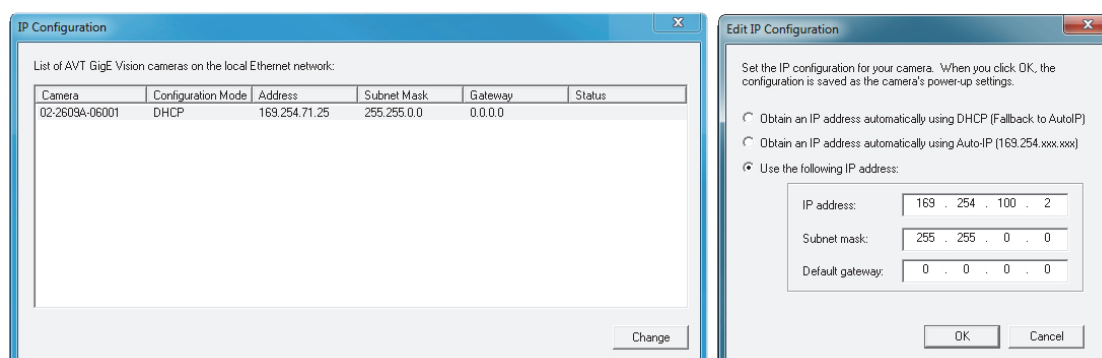 IP Configuration
x
List of AVT GigE Vision cameras on the local Ethernet network:
Camera Configuration Mode Address Subnet Mask Gateway Status
02-2609A-06001 DHCP 169.254.71.25 255.255.0.0 0.0.0.0
Change
Edit IP Configuration
x
Set the IP configuration for your camera. When you click OK, the
configuration is saved as the camera's power-up settings.
Obtain an IP address automatically using DHCP (Fallback to AutoIP)
Obtain an IP address automatically using Auto-IP (169.254.xxx.xxx)
Use the following IP address:
IP address: 169 . 254 . 100 . 2
Subnet mask: 255 . 255 . 0 . 0
Default gateway: 0 . 0 . 0 . 0
OK Cancel